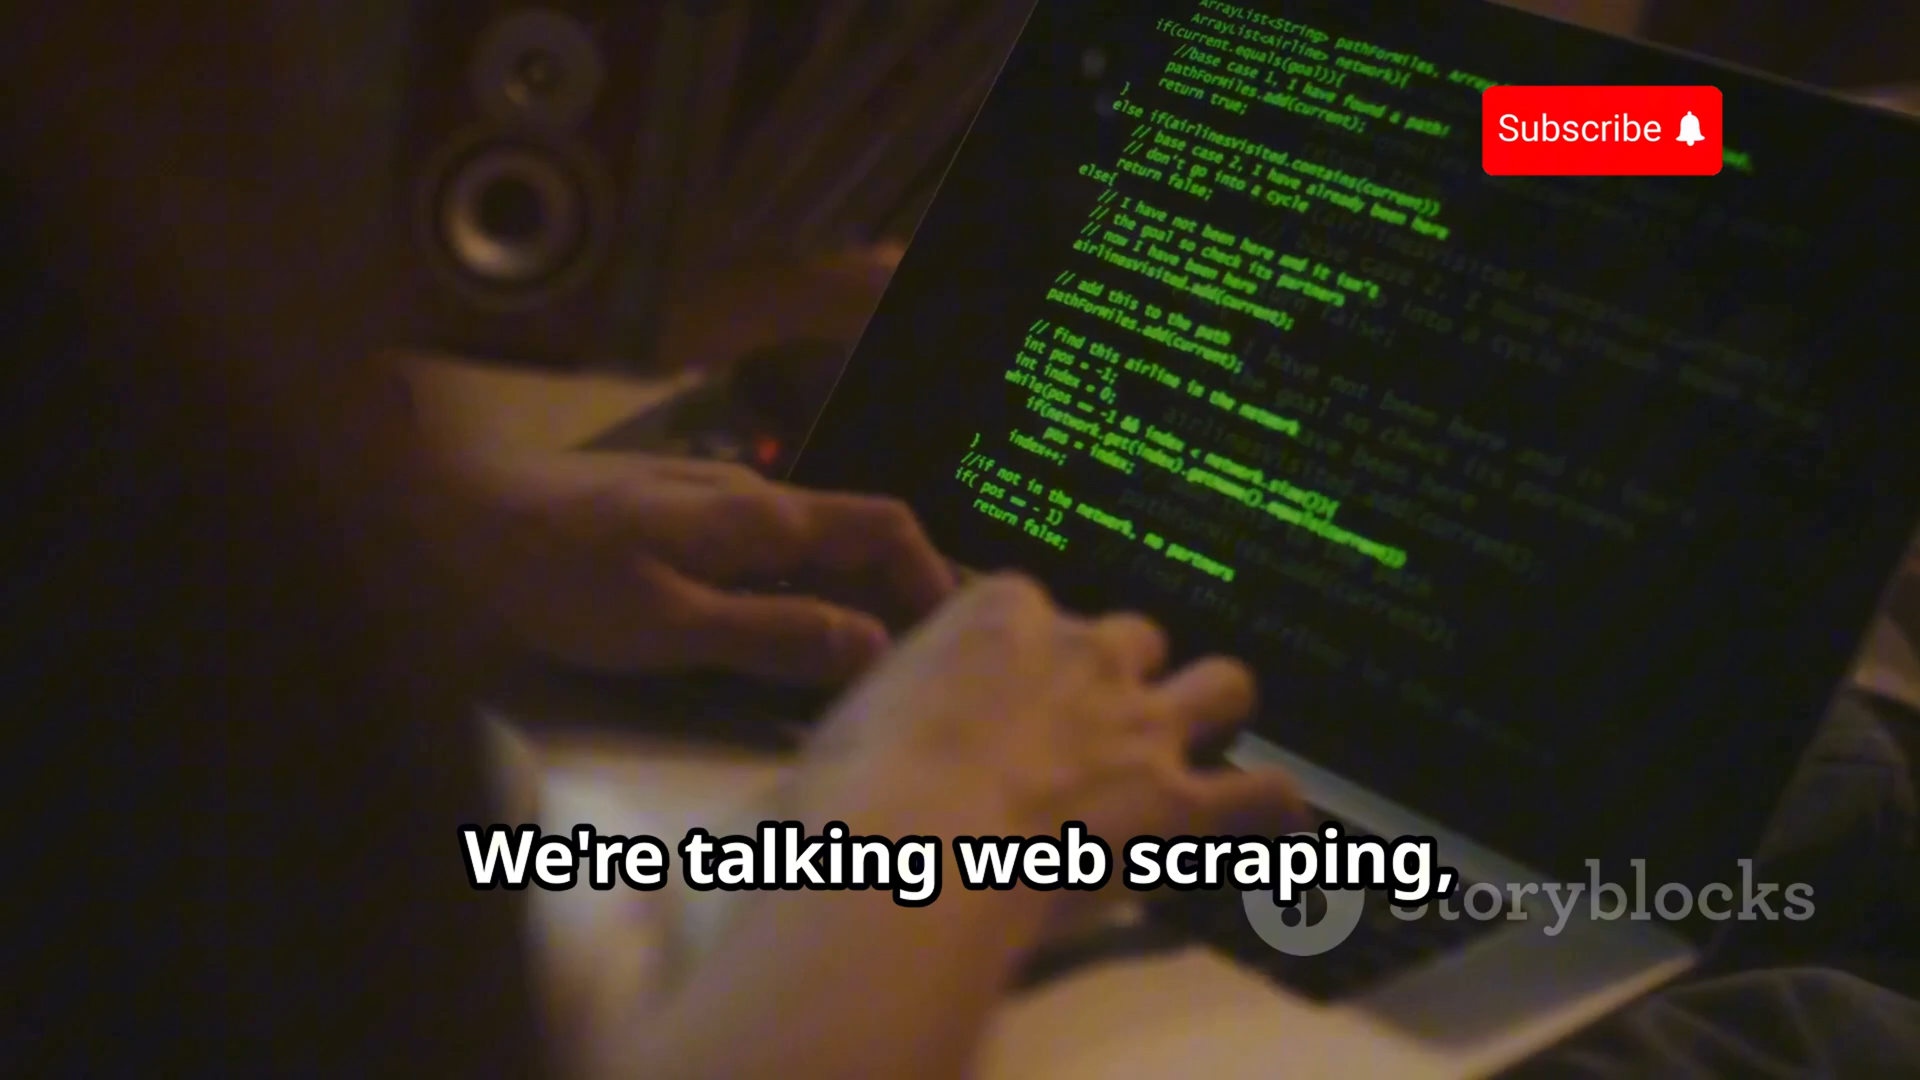 ArrayList<String> pathForMiles,
ArrayList<Airline> network){
if(current.equals(goal)){
//base case 1, I have found a path!
pathForMiles.add(current);
return true;
}
else if(airlinesVisited.contains(current))
// base case 2, I have already been here
// don't go into a cycle
return false;
else{
// I have not been here and it isn't
// the goal so check its partners
// now I have been here
airlinesVisited.add(current);
// add this to the path
pathForMiles.add(current);
// find this airline in the network
int pos = -1;
int index = 0;
while(pos == -1 && index < network.size()){
if(network.get(index).getName().equals(current))
pos = index;
index++;
}
//if not in the network, no partners
if( pos == - 1)
return false;
Subscribe
We're talking web scraping,
storyblocks